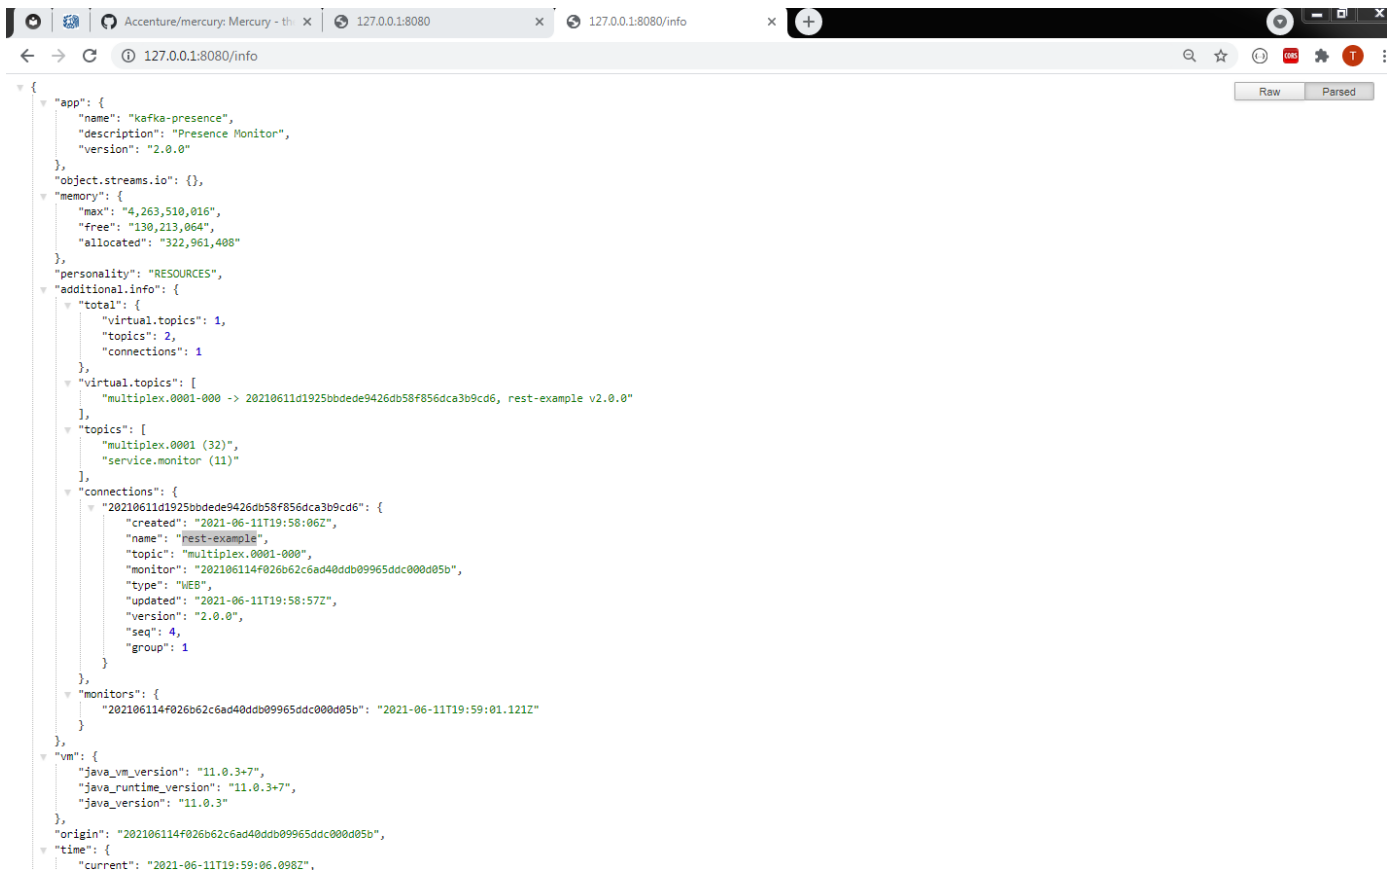 Accenture/mercury: Mercury - th
127.0.0.1:8080
127.0.0.1:8080/info
127.0.0.1:8080/info
CORS
T
Raw
Parsed
{
"app": {
"name": "kafka-presence",
"description": "Presence Monitor",
"version": "2.0.0"
},
"object.streams.io": {},
"memory": {
"max": "4,263,510,016",
"free": "130,213,064",
"allocated": "322,961,408"
},
"personality": "RESOURCES",
"additional.info": {
"total": {
"virtual.topics": 1,
"topics": 2,
"connections": 1
},
"virtual.topics": [
"multiplex.0001-000 -> 20210611d1925bbdede9426db58f856dca3b9cd6, rest-example v2.0.0"
],
"topics": [
"multiplex.0001 (32)",
"service.monitor (11)"
],
"connections": {
"20210611d1925bbdede9426db58f856dca3b9cd6": {
"created": "2021-06-11T19:58:06Z",
"name": "rest-example",
"topic": "multiplex.0001-000",
"monitor": "202106114f026b62c6ad40ddb09965ddc000d05b",
"type": "WEB",
"updated": "2021-06-11T19:58:57Z",
"version": "2.0.0",
"seq": 4,
"group": 1
}
},
"monitors": {
"202106114f026b62c6ad40ddb09965ddc000d05b": "2021-06-11T19:59:01.121Z"
}
},
"vm": {
"java_vm_version": "11.0.3+7",
"java_runtime_version": "11.0.3+7",
"java_version": "11.0.3"
},
"origin": "202106114f026b62c6ad40ddb09965ddc000d05b",
"time": {
"current": "2021-06-11T19:59:06.098Z",